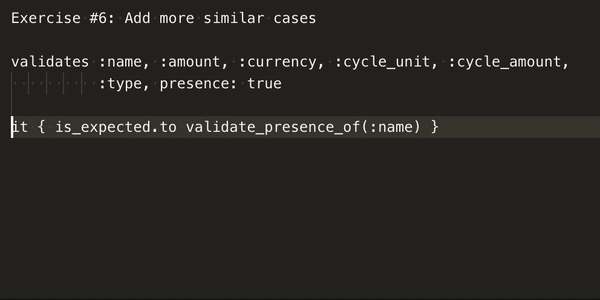 Exercise #6: Add more similar cases
validates :name, :amount, :currency, :cycle_unit, :cycle_amount,
:type, presence: true
it { is_expected.to validate_presence_of(:name) }